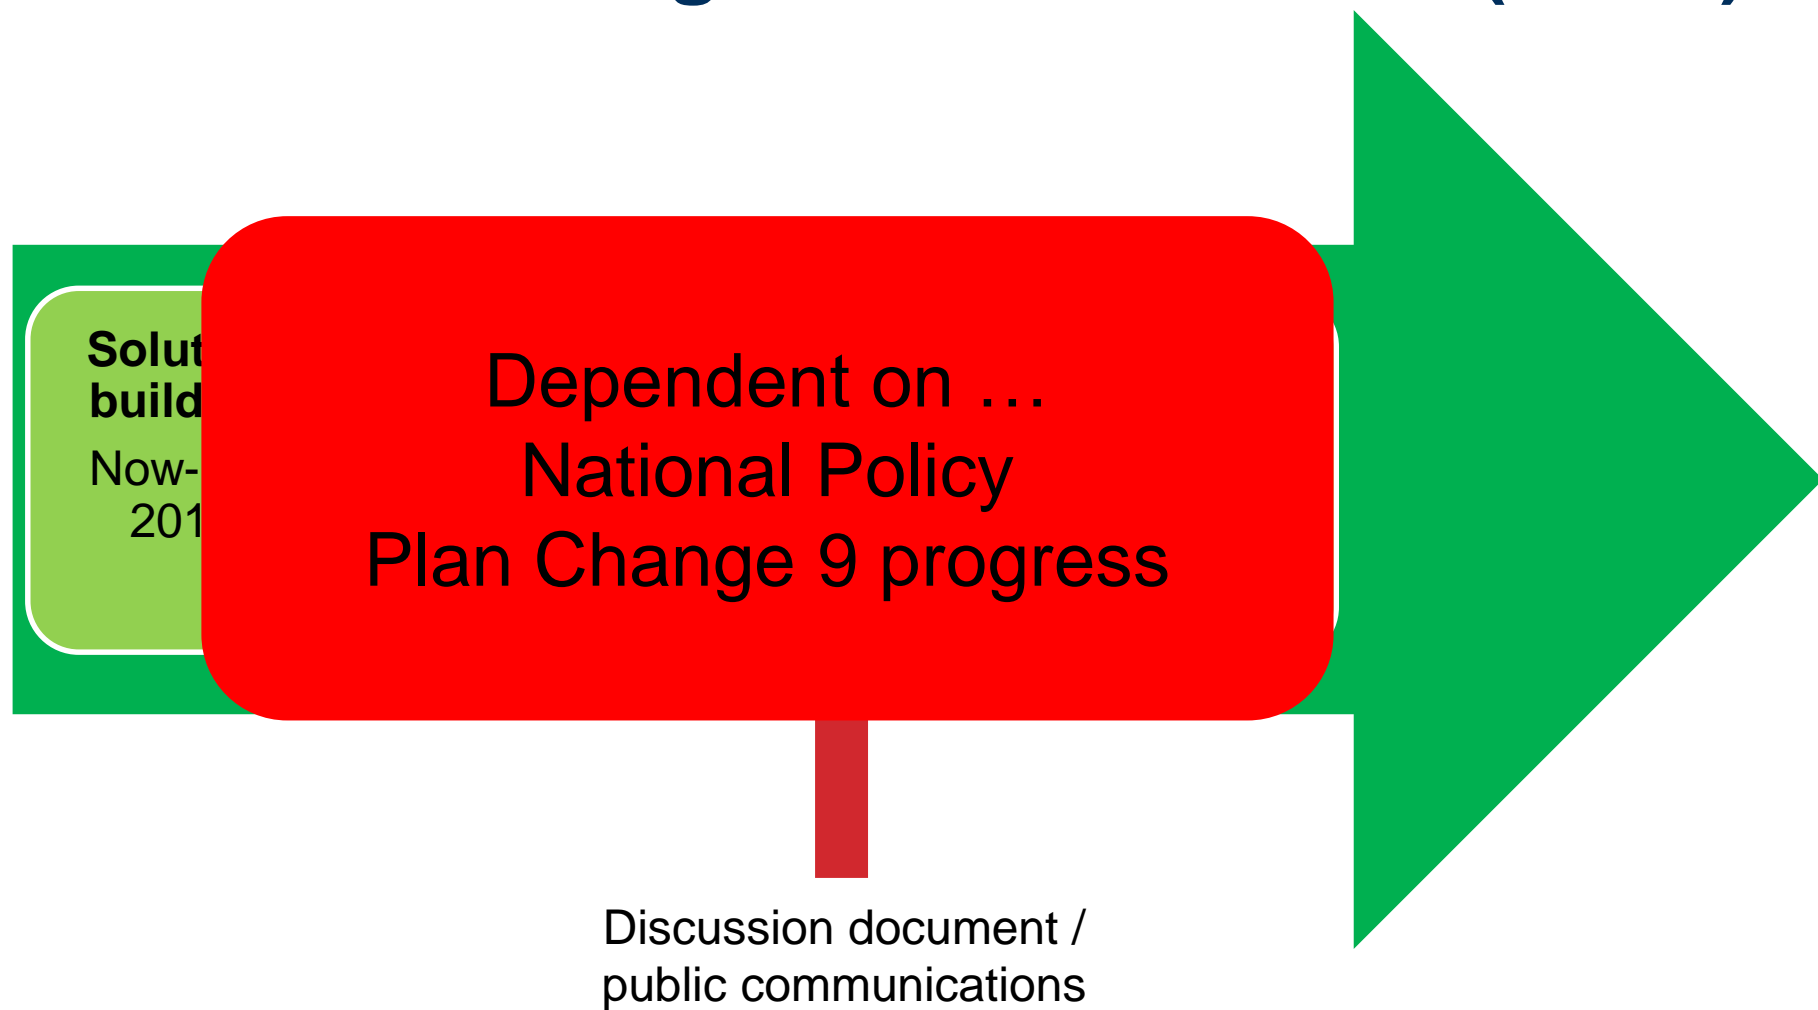 Solut
build
Now-
201
Dependent on …
National Policy
Plan Change 9 progress
Discussion document /
public communications